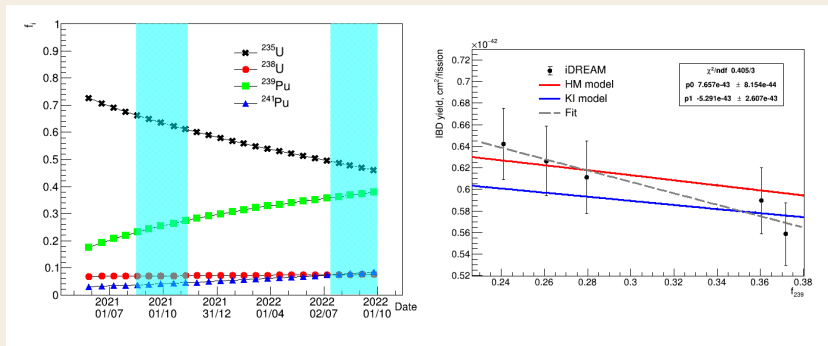 f_i
1
0.9
0.8
0.7
0.6
0.5
0.4
0.3
0.2
0.1
0
²³⁵U
²³⁸U
²³⁹Pu
²⁴¹Pu
2021 2021 2021 2022 2022 2022 Date
01/07 01/10 31/12 01/04 02/07 01/10
×10⁻⁴²
IBD yield, cm²/fission
0.72
0.7
0.68
0.66
0.64
0.62
0.6
0.58
0.56
0.54
0.52
iDREAM
HM model
KI model
Fit
χ²/ndf 0.405/3
p0 7.657e-43 ± 8.154e-44
p1 -5.291e-43 ± 2.607e-43
0.24 0.26 0.28 0.3 0.32 0.34 0.36 0.38
f₂₃₉